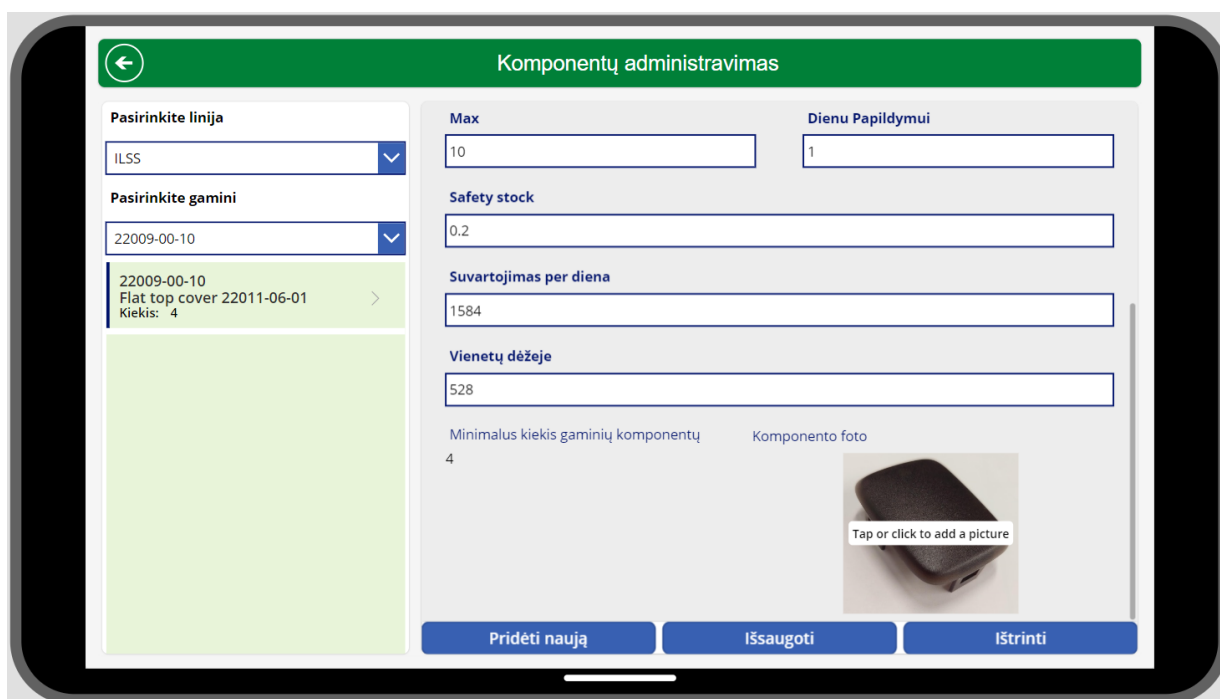 Komponentų administravimas
Pasirinkite linija
ILSS
Pasirinkite gamini
22009-00-10
22009-00-10
Flat top cover 22011-06-01
Kiekis: 4
Max
Dienu Papildymui
10
1
Safety stock
0.2
Suvartojimas per diena
1584
Vienetų dėžeje
528
Minimalus kiekis gaminių komponentų
Komponento foto
4
Tap or click to add a picture
Pridėti naują
Išsaugoti
Ištrinti